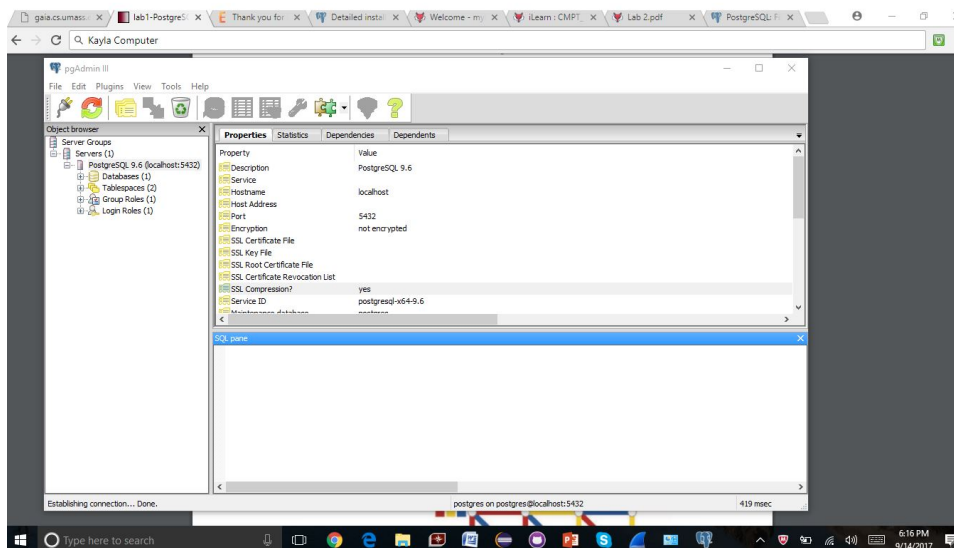 gaia.cs.umass.
lab1-PostgreS
Thank you for
Detailed instal
Welcome - my
iLearn : CMPT_
Lab 2.pdf
PostgreSQL: F
Kayla Computer
pgAdmin III
File Edit Plugins View Tools Help
Object browser
Server Groups
Servers (1)
PostgreSQL 9.6 (localhost:5432)
Databases (1)
Tablespaces (2)
Group Roles (1)
Login Roles (1)
Properties Statistics Dependencies Dependents
Property Value
Description PostgreSQL 9.6
Service
Hostname localhost
Host Address
Port 5432
Encryption not encrypted
SSL Certificate File
SSL Key File
SSL Root Certificate File
SSL Certificate Revocation List
SSL Compression? yes
Service ID postgresql-x64-9.6
Maintenance database postgres
SQL pane
Establishing connection... Done.
postgres on postgres@localhost:5432
419 msec
Type here to search
6:16 PM
9/14/2017